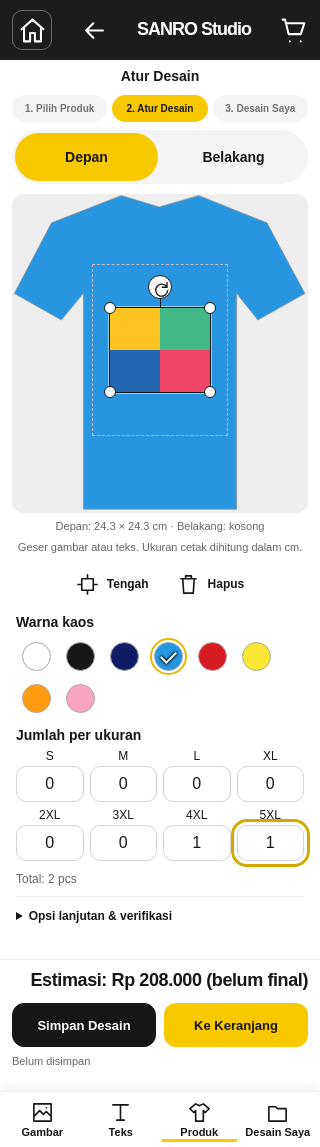 SANRO Studio
Atur Desain
1. Pilih Produk
2. Atur Desain
3. Desain Saya
Depan
Belakang
Depan: 24.3 × 24.3 cm · Belakang: kosong
Geser gambar atau teks. Ukuran cetak dihitung dalam cm.
Tengah
Hapus
Warna kaos
Jumlah per ukuran
S M L XL
0 0 0 0
2XL 3XL 4XL 5XL
0 0 1 1
Total: 2 pcs
Opsi lanjutan & verifikasi
Estimasi: Rp 208.000 (belum final)
Simpan Desain
Ke Keranjang
Belum disimpan
Gambar
Teks
Produk
Desain Saya